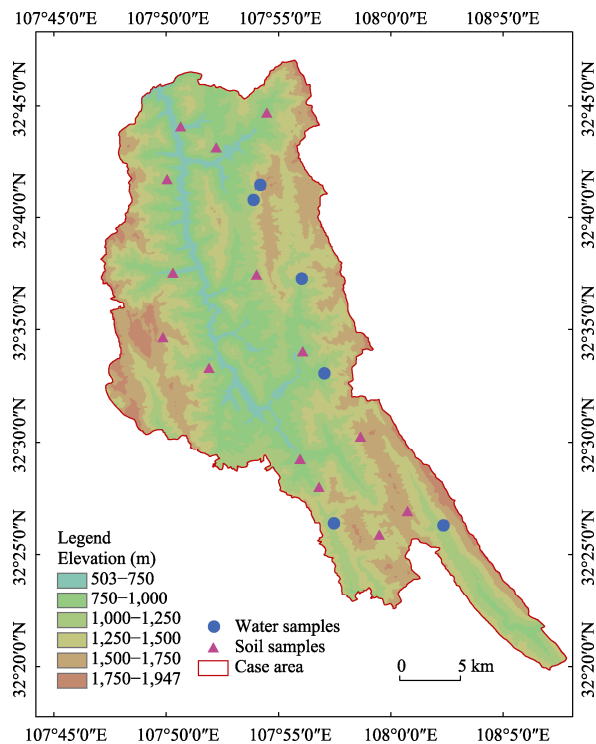 107°45′0″E 107°50′0″E 107°55′0″E 108°0′0″E 108°5′0″E
32°45′0″N 32°45′0″N
32°40′0″N 32°40′0″N
32°35′0″N 32°35′0″N
32°30′0″N 32°30′0″N
32°25′0″N 32°25′0″N
32°20′0″N 32°20′0″N
Legend
Elevation (m)
503–750
750–1,000
1,000–1,250
1,250–1,500
1,500–1,750
1,750–1,947
Water samples
Soil samples
Case area
0 5 km
107°45′0″E 107°50′0″E 107°55′0″E 108°0′0″E 108°5′0″E